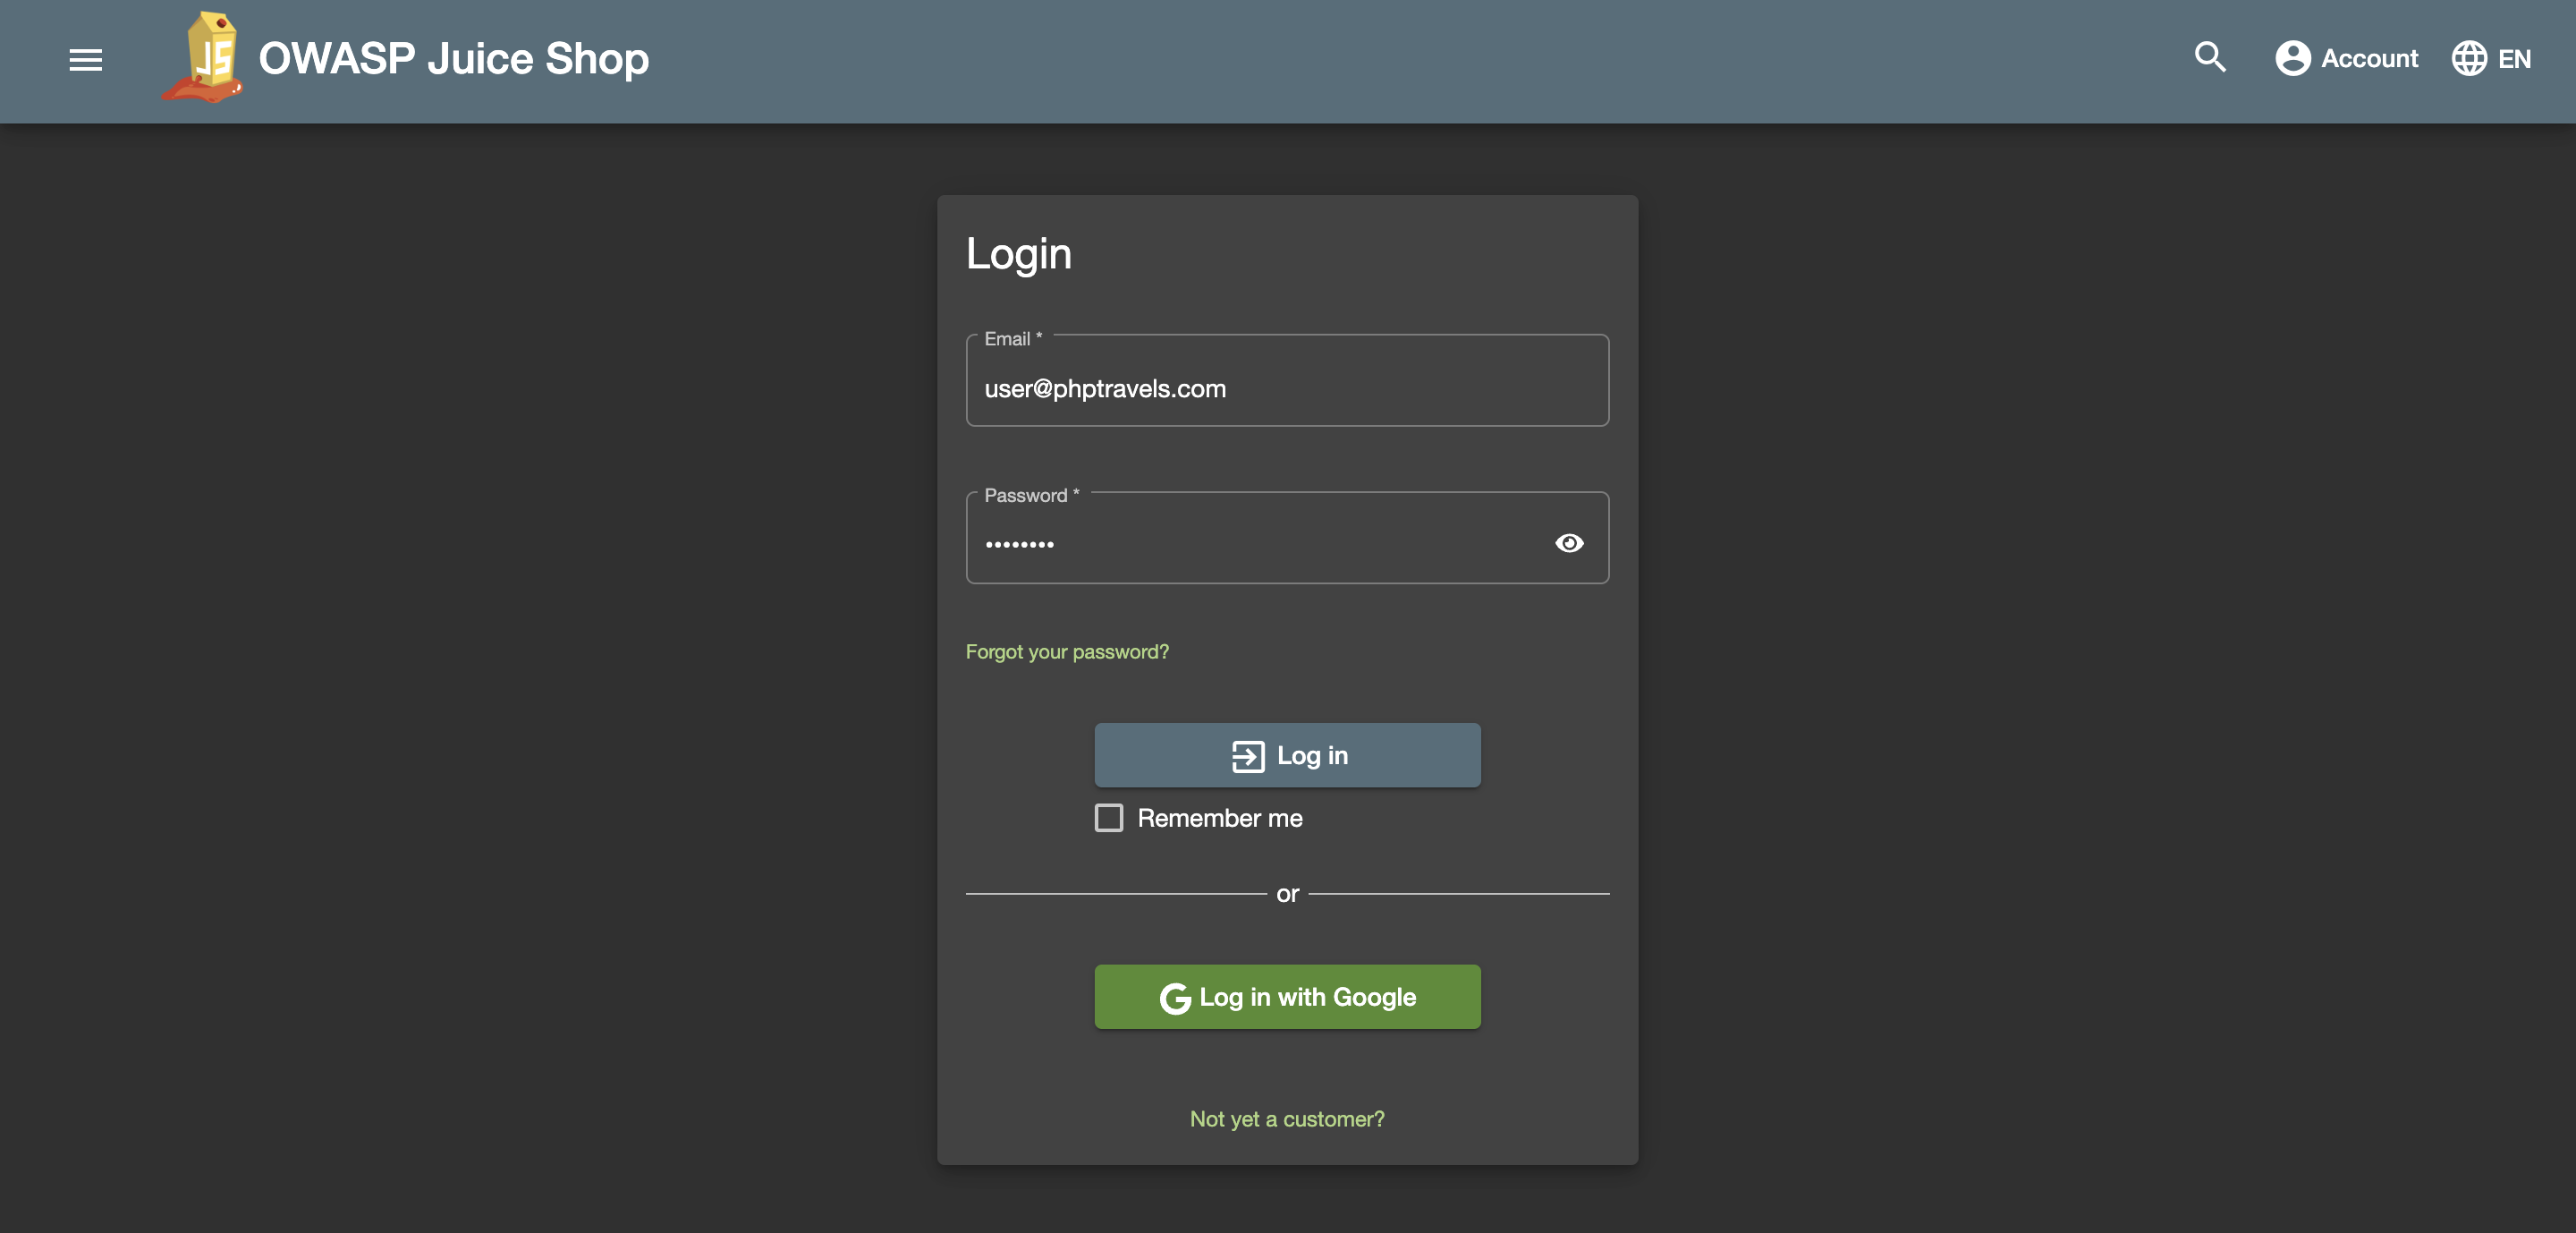 JS OWASP Juice Shop Account EN
Login
Email *
user@phptravels.com
Password *
••••••••
Forgot your password?
Log in
Remember me
or
G Log in with Google
Not yet a customer?